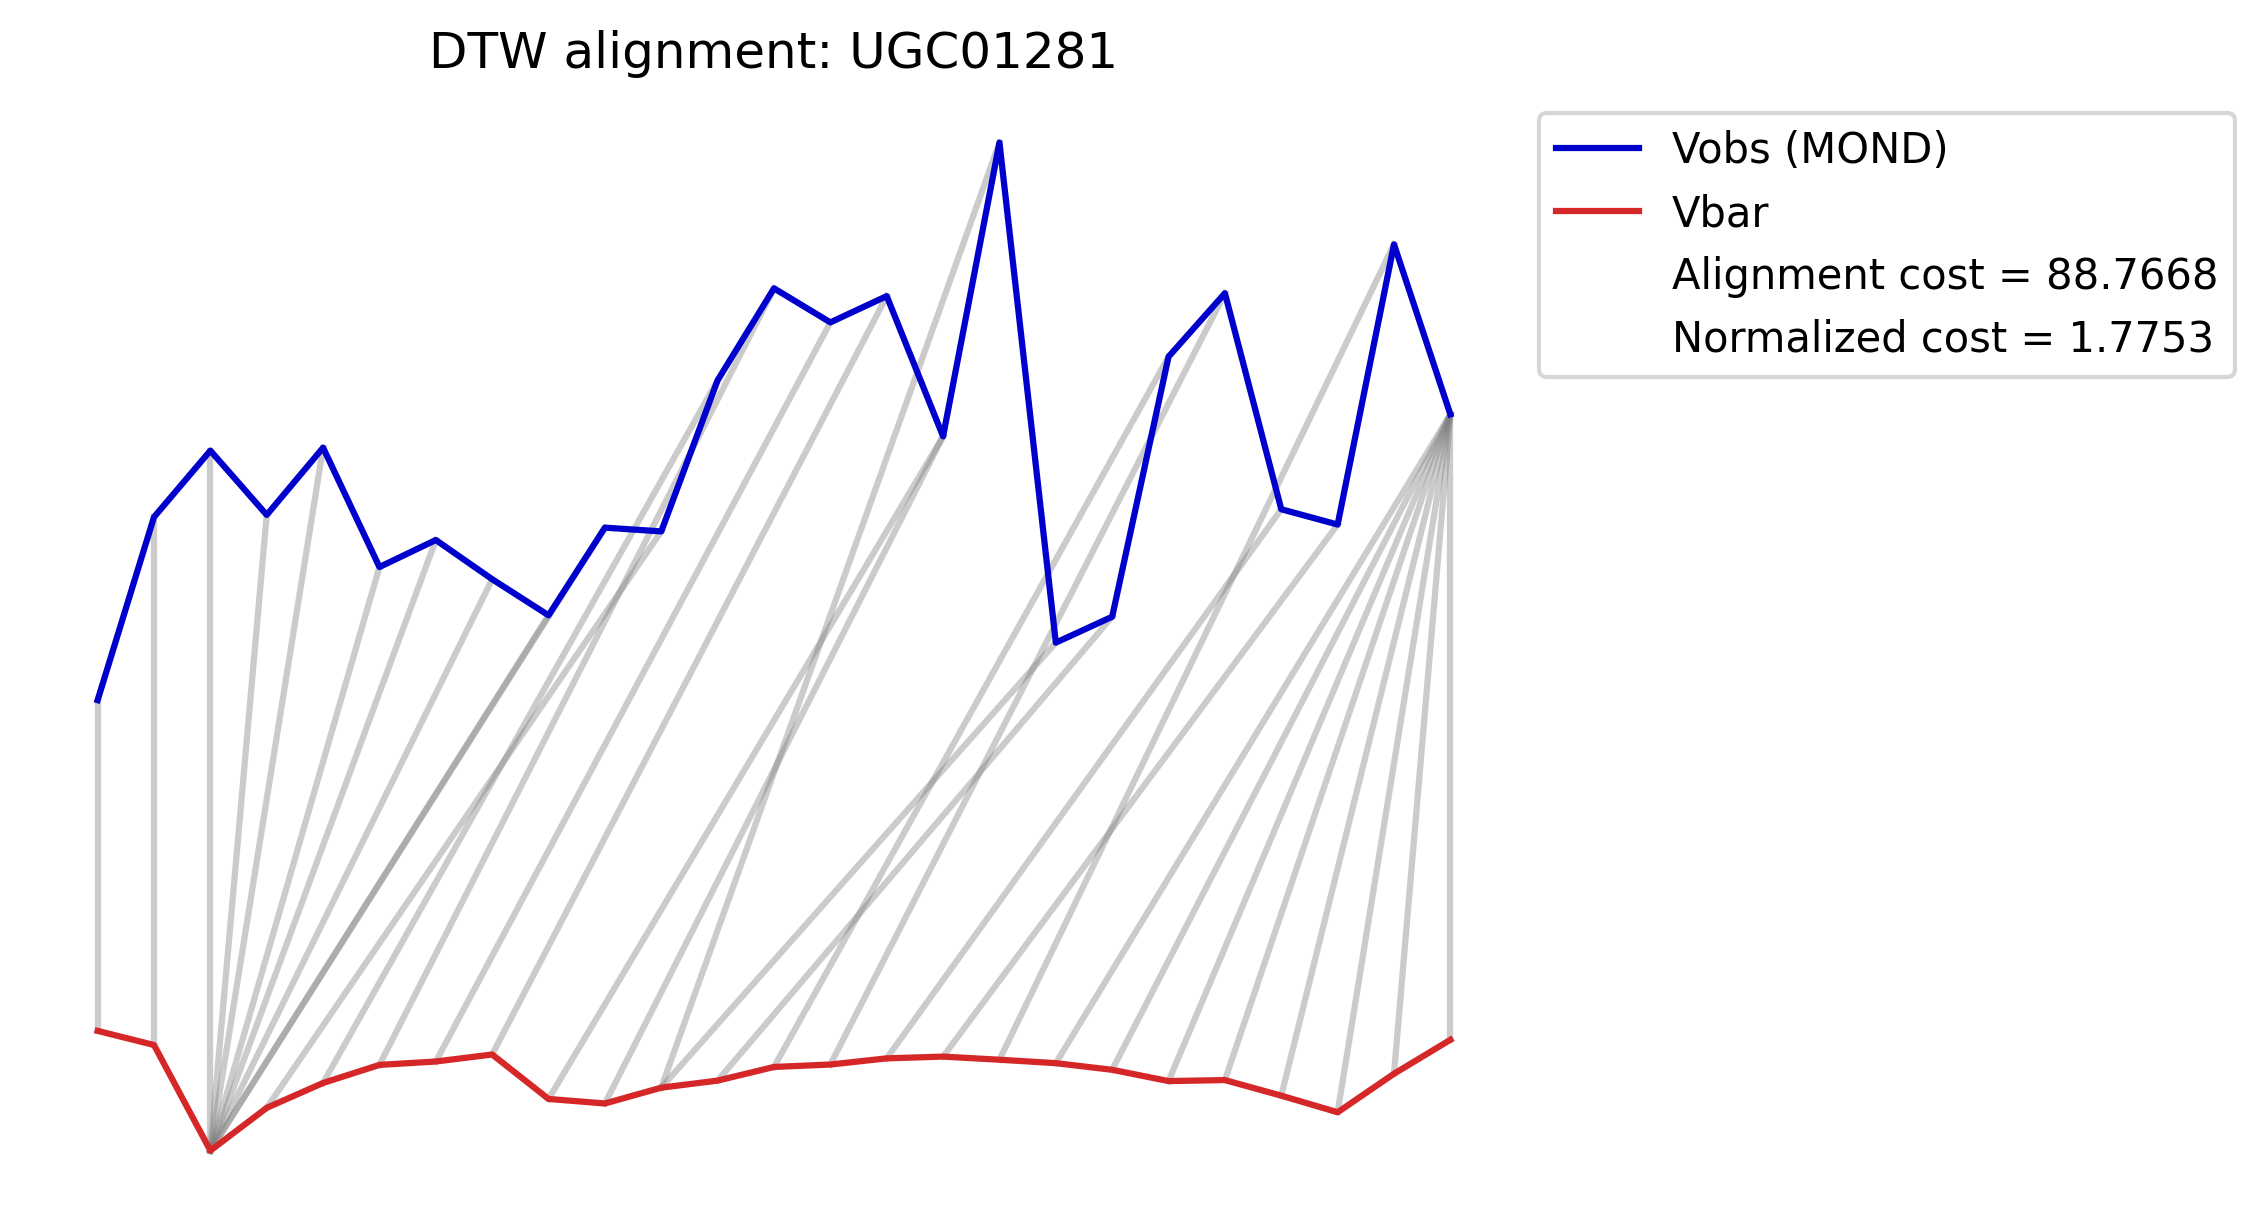 DTW alignment: UGC01281
Vobs (MOND)
Vbar
Alignment cost = 88.7668
Normalized cost = 1.7753